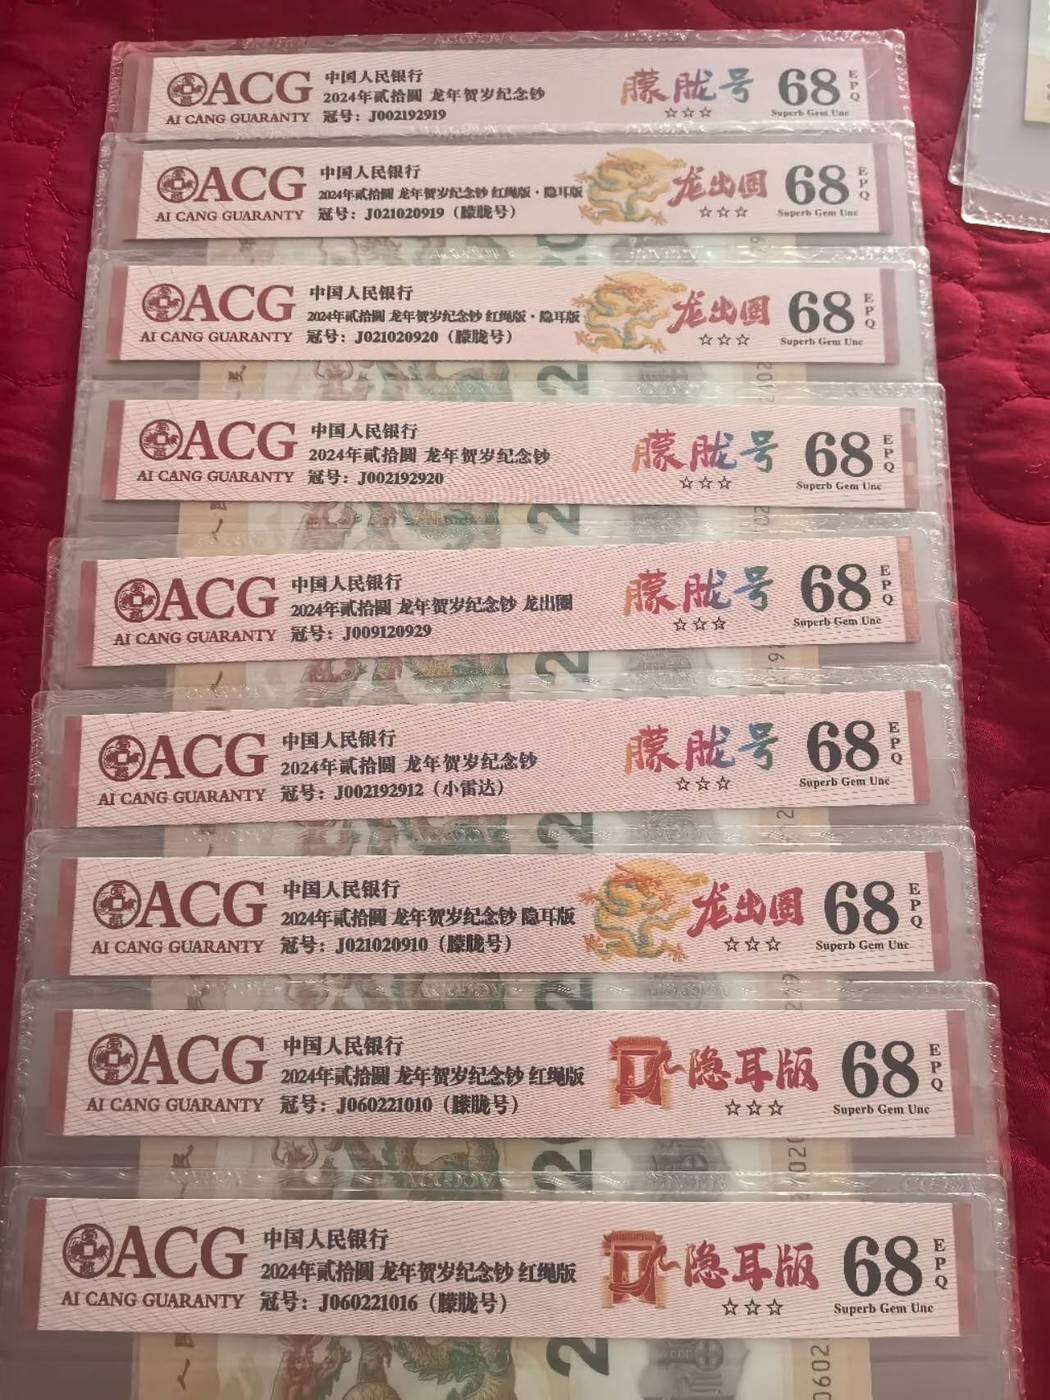 ACG
AI CANG GUARANTY
中国人民银行
2024年贰拾圆 龙年贺岁纪念钞
冠号：J002192919
朦胧号
☆☆☆
68
EPQ
Superb Gem Unc
ACG
AI CANG GUARANTY
中国人民银行
2024年贰拾圆 龙年贺岁纪念钞 红绳版·隐耳版
冠号：J021020919（朦胧号）
龙出圈
☆☆☆
68
EPQ
Superb Gem Unc
ACG
AI CANG GUARANTY
中国人民银行
2024年贰拾圆 龙年贺岁纪念钞 红绳版·隐耳版
冠号：J021020920（朦胧号）
龙出圈
☆☆☆
68
EPQ
Superb Gem Unc
ACG
AI CANG GUARANTY
中国人民银行
2024年贰拾圆 龙年贺岁纪念钞
冠号：J002192920
朦胧号
☆☆☆
68
EPQ
Superb Gem Unc
ACG
AI CANG GUARANTY
中国人民银行
2024年贰拾圆 龙年贺岁纪念钞 龙出圈
冠号：J009120929
朦胧号
☆☆☆
68
EPQ
Superb Gem Unc
ACG
AI CANG GUARANTY
中国人民银行
2024年贰拾圆 龙年贺岁纪念钞
冠号：J002192912（小雷达）
朦胧号
☆☆☆
68
EPQ
Superb Gem Unc
ACG
AI CANG GUARANTY
中国人民银行
2024年贰拾圆 龙年贺岁纪念钞 隐耳版
冠号：J021020910（朦胧号）
龙出圈
☆☆☆
68
EPQ
Superb Gem Unc
ACG
AI CANG GUARANTY
中国人民银行
2024年贰拾圆 龙年贺岁纪念钞 红绳版
冠号：J060221010（朦胧号）
隐耳版
☆☆☆
68
EPQ
Superb Gem Unc
ACG
AI CANG GUARANTY
中国人民银行
2024年贰拾圆 龙年贺岁纪念钞 红绳版
冠号：J060221016（朦胧号）
隐耳版
☆☆☆
68
EPQ
Superb Gem Unc